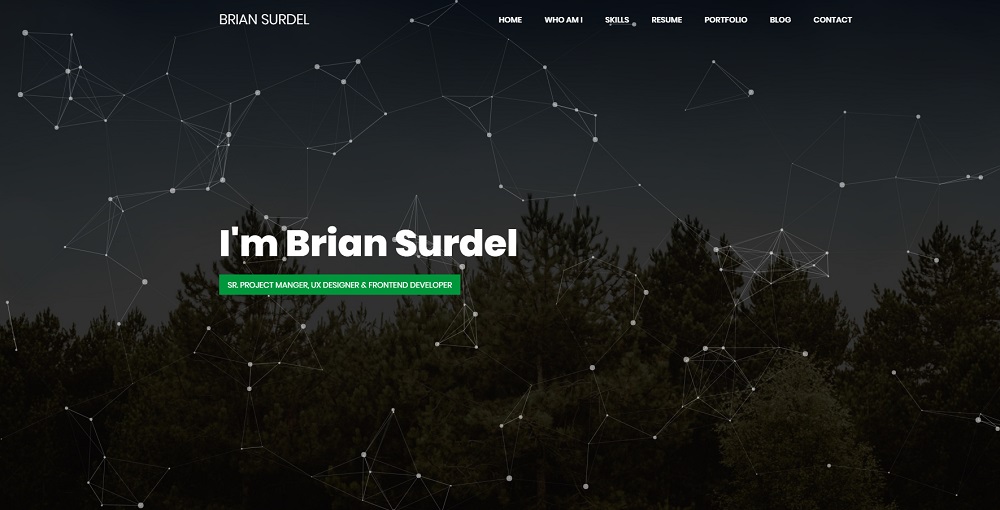 BRIAN SURDEL HOME WHO AM I SKILLS RESUME PORTFOLIO BLOG CONTACT
I'm Brian Surdel
SR. PROJECT MANGER, UX DESIGNER & FRONTEND DEVELOPER